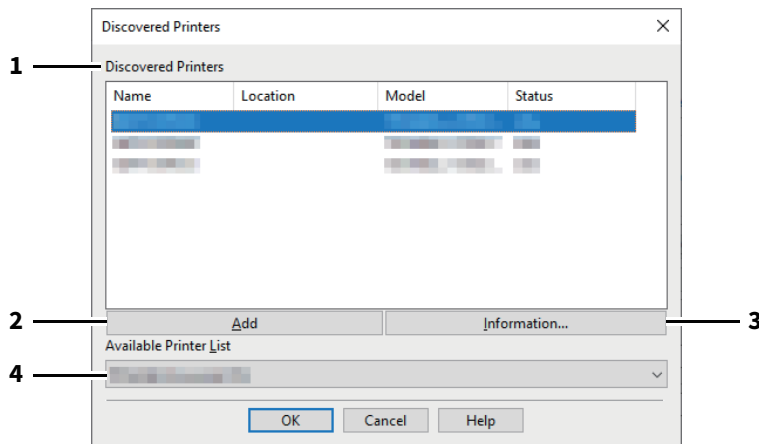 Discovered Printers
1 Discovered Printers
Name Location Model Status
2 Add Information... 3
Available Printer List
4
OK Cancel Help